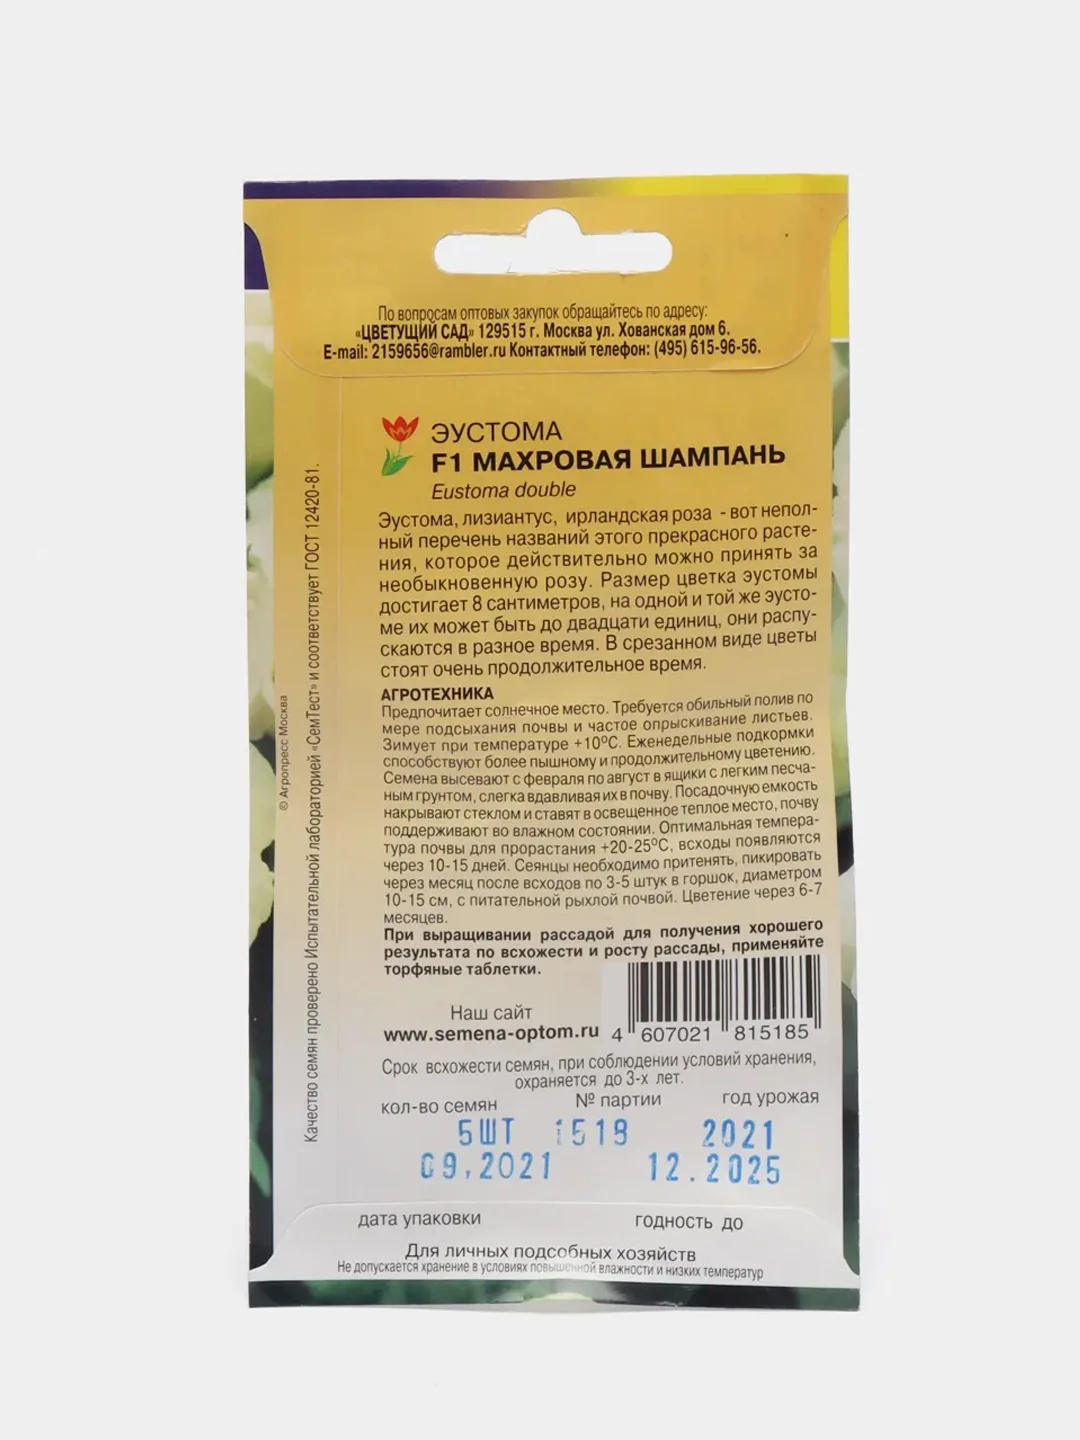 По вопросам оптовых закупок обращайтесь по адресу:
«ЦВЕТУЩИЙ САД» 129515 г. Москва ул. Хованская дом 6.
E-mail: 2159656@rambler.ru Контактный телефон: (495) 615-96-56.
ЭУСТОМА
F1 МАХРОВАЯ ШАМПАНЬ
Eustoma double
Эустома, лизиантус, ирландская роза - вот непол-
ный перечень названий этого прекрасного расте-
ния, которое действительно можно принять за
необыкновенную розу. Размер цветка эустомы
достигает 8 сантиметров, на одной и той же эусто-
ме их может быть до двадцати единиц, они распу-
скаются в разное время. В срезанном виде цветы
стоят очень продолжительное время.
АГРОТЕХНИКА
Предпочитает солнечное место. Требуется обильный полив по
мере подсыхания почвы и частое опрыскивание листьев.
Зимует при температуре +10ºС. Еженедельные подкормки
способствуют более пышному и продолжительному цветению.
Семена высевают с февраля по август в ящики с легким песча-
ным грунтом, слегка вдавливая их в почву. Посадочную емкость
накрывают стеклом и ставят в освещенное теплое место, почву
поддерживают во влажном состоянии. Оптимальная темпера-
тура почвы для прорастания +20-25ºС, всходы появляются
через 10-15 дней. Сеянцы необходимо притенять, пикировать
через месяц после всходов по 3-5 штук в горшок, диаметром
10-15 см, с питательной рыхлой почвой. Цветение через 6-7
месяцев.
При выращивании рассадой для получения хорошего
результата по всхожести и росту рассады, применяйте
торфяные таблетки.
Наш сайт
www.semena-optom.ru
4 607021 815185
Срок всхожести семян, при соблюдении условий хранения,
охраняется до 3-х лет.
кол-во семян № партии год урожая
5ШТ 1519 2021
09.2021 12.2025
дата упаковки годность до
Для личных подсобных хозяйств
Не допускается хранение в условиях повышенной влажности и низких температур
© Агропресс Москва
Качество семян проверено Испытательной лабораторией «СемТест» и соответствует ГОСТ 12420-81.